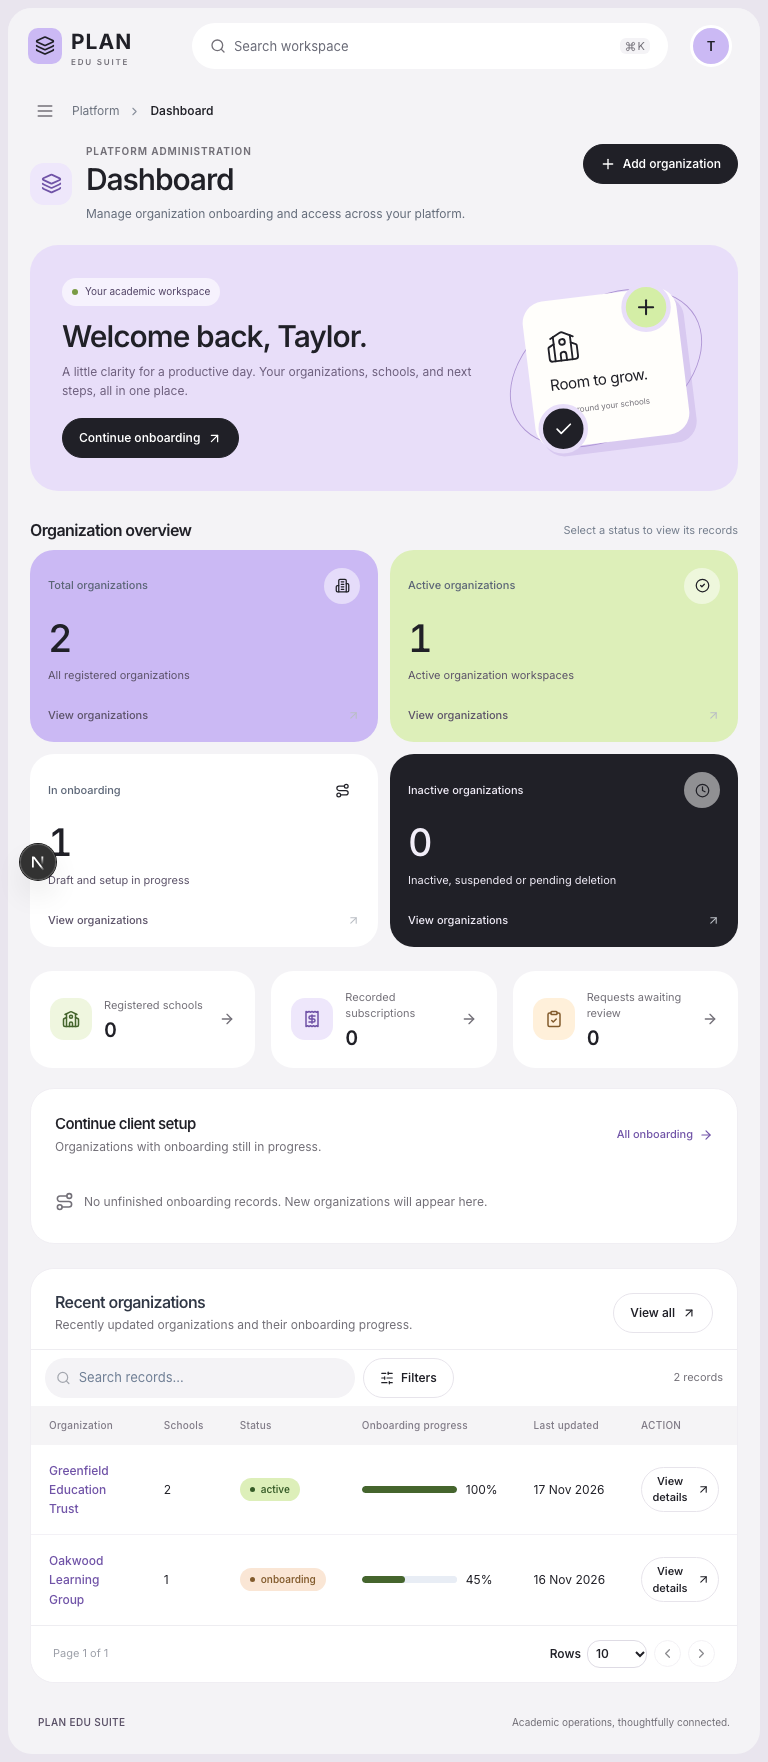 PLAN
EDU SUITE
Search workspace
⌘K
T
Platform
Dashboard
PLATFORM ADMINISTRATION
Dashboard
Manage organization onboarding and access across your platform.
Add organization
Your academic workspace
Welcome back, Taylor.
A little clarity for a productive day. Your organizations, schools, and next
steps, all in one place.
Continue onboarding
Room to grow.
your schools
Organization overview
Select a status to view its records
Total organizations
2
All registered organizations
View organizations
Active organizations
1
Active organization workspaces
View organizations
In onboarding
1
Draft and setup in progress
View organizations
N
Inactive organizations
0
Inactive, suspended or pending deletion
View organizations
Registered schools
0
Recorded
subscriptions
0
Requests awaiting
review
0
Continue client setup
Organizations with onboarding still in progress.
All onboarding
No unfinished onboarding records. New organizations will appear here.
Recent organizations
Recently updated organizations and their onboarding progress.
View all
Search records...
Filters
2 records
Organization Schools Status Onboarding progress Last updated ACTION
Greenfield
Education
Trust
2
active
100%
17 Nov 2026
View
details
Oakwood
Learning
Group
1
onboarding
45%
16 Nov 2026
View
details
Page 1 of 1
Rows
10
PLAN EDU SUITE
Academic operations, thoughtfully connected.